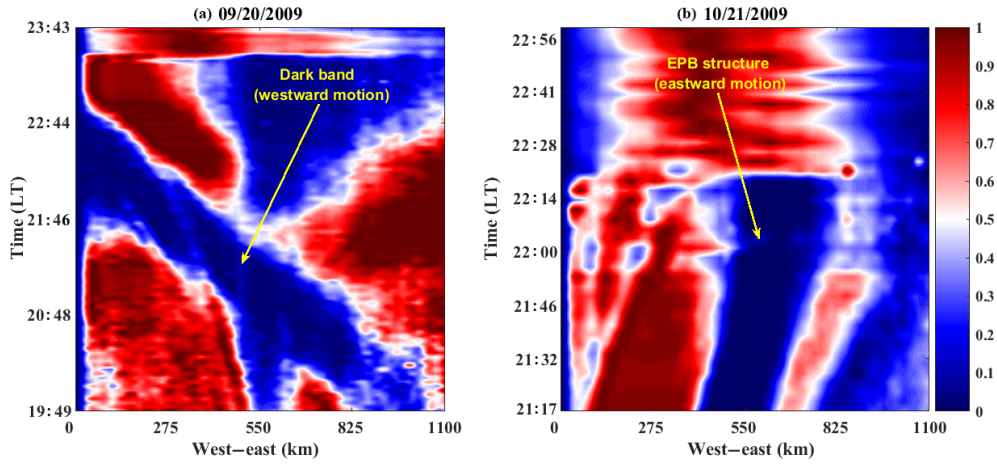 (a) 09/20/2009
23:43
22:44
21:46
20:48
19:49
Time (LT)
Dark band
(westward motion)
0 275 550 825 1100
West−east (km)
(b) 10/21/2009
22:56
22:41
22:28
22:14
22:00
21:46
21:32
21:17
Time (LT)
EPB structure
(eastward motion)
0 275 550 825 1100
West−east (km)
1
0.9
0.8
0.7
0.6
0.5
0.4
0.3
0.2
0.1
0